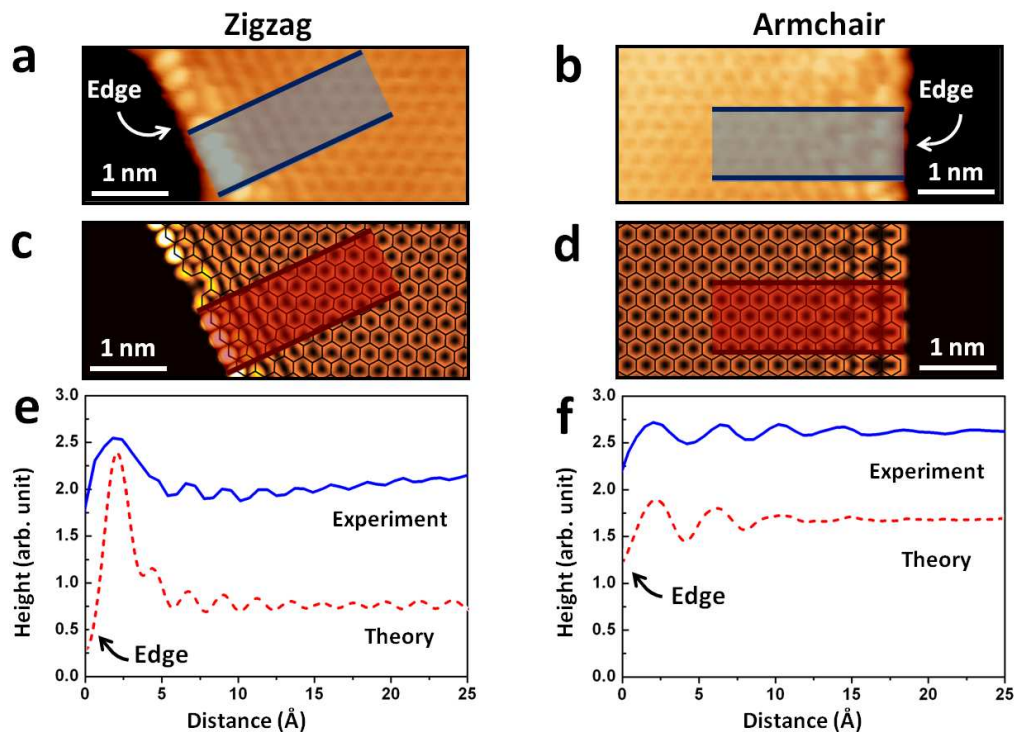 Zigzag
Armchair
a
Edge
1 nm
b
Edge
1 nm
c
1 nm
d
1 nm
e
3.0
2.5
2.0
1.5
1.0
0.5
0.0
Height (arb. unit)
Experiment
Theory
Edge
0 5 10 15 20 25
Distance (Å)
f
3.0
2.5
2.0
1.5
1.0
0.5
0.0
Height (arb. unit)
Experiment
Theory
Edge
0 5 10 15 20 25
Distance (Å)